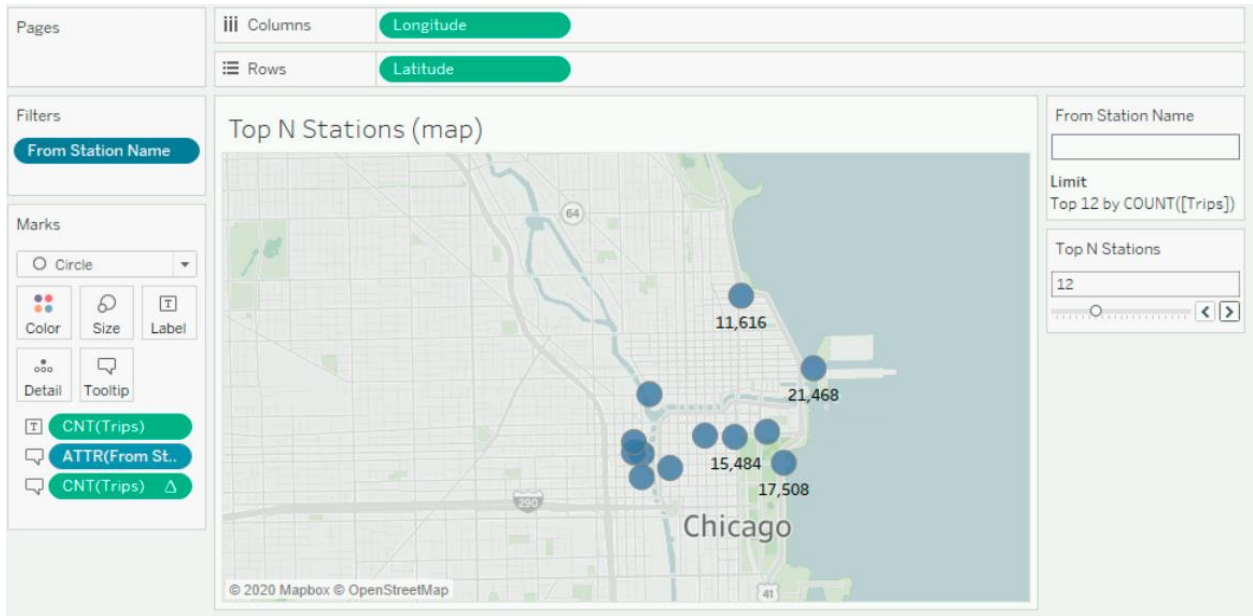 Pages
iii Columns
Longitude
Rows
Latitude
Filters
From Station Name
Marks
Circle
Color
Size
T
Label
Detail
Tooltip
T
CNT(Trips)
ATTR(From St..
CNT(Trips) Δ
Top N Stations (map)
64
11,616
21,468
15,484
17,508
290
Chicago
41
© 2020 Mapbox © OpenStreetMap
From Station Name
Limit
Top 12 by COUNT([Trips])
Top N Stations
12
< >